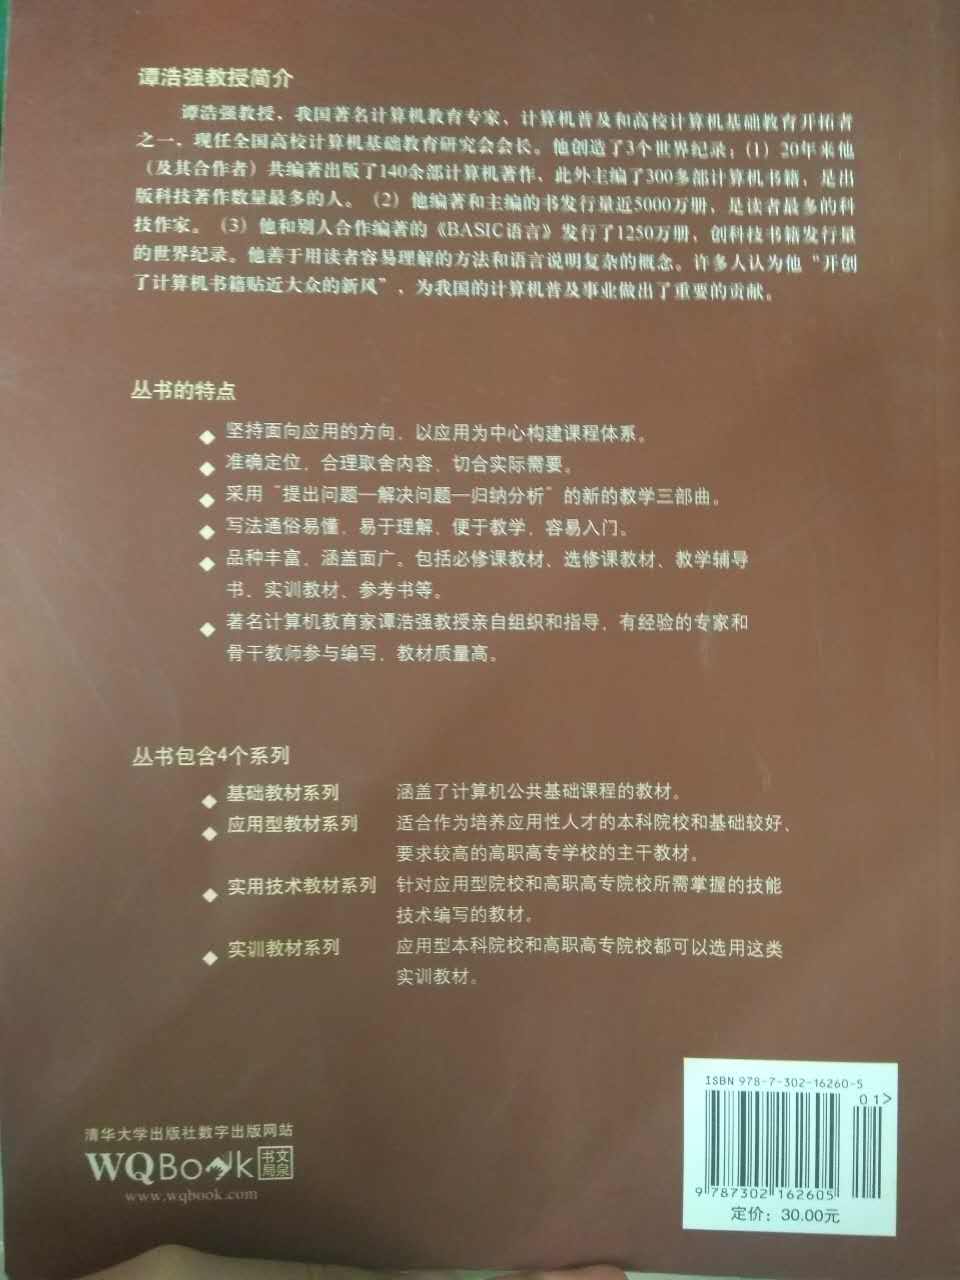 谭浩强教授简介
谭浩强教授、我国著名计算机教育专家、计算机普及和高校计算机基础教育开拓者
之一，现任全国高校计算机基础教育研究会会长。他创造了3个世界纪录：(1) 20年来他
(及其合作者) 共编著出版了140余部计算机著作、此外主编了300多部计算机书籍，是出
版科技著作数量最多的人。(2) 他编著和主编的书发行量近5000万册、是读者最多的科
技作家。(3) 他和别人合作编著的《BASIC语言》发行了1250万册、创科技书籍发行量
的世界纪录。他善于用读者容易理解的方法和语言说明复杂的概念。许多人认为他“开创
了计算机书籍贴近大众的新风”、为我国的计算机普及事业做出了重要的贡献。
丛书的特点
◆ 坚持面向应用的方向、以应用为中心构建课程体系。
◆ 准确定位，合理取舍内容、切合实际需要。
◆ 采用“提出问题—解决问题—归纳分析”的新的教学三部曲。
◆ 写法通俗易懂、易于理解、便于教学，容易入门。
◆ 品种丰富、涵盖面广。包括必修课教材、选修课教材、教学辅导
书、实训教材、参考书等。
◆ 著名计算机教育家谭浩强教授亲自组织和指导，有经验的专家和
骨干教师参与编写、教材质量高。
丛书包含4个系列
◆ 基础教材系列 涵盖了计算机公共基础课程的教材。
◆ 应用型教材系列 适合作为培养应用性人才的本科院校和基础较好、
要求较高的高职高专学校的主干教材。
◆ 实用技术教材系列 针对应用型院校和高职高专院校所需掌握的技能
技术编写的教材。
◆ 实训教材系列 应用型本科院校和高职高专院校都可以选用这类
实训教材。
ISBN 978-7-302-16260-5
01>
9 787302 162605
定价：30.00元
清华大学出版社数字出版网站
WQBook 书文局泉
www.wqbook.com